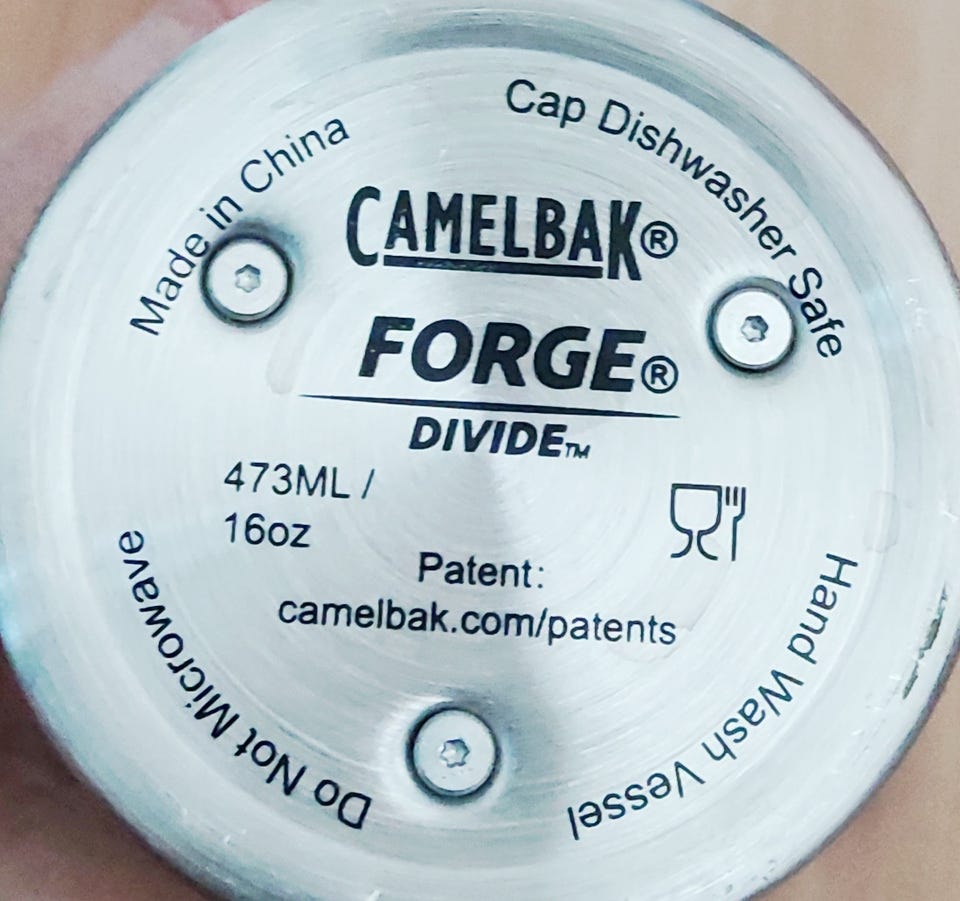 Made in China
Cap Dishwasher Safe
CAMELBAK®
FORGE®
DIVIDE™
473ML /
16oz
Patent:
camelbak.com/patents
Hand Wash Vessel
Do Not Microwave